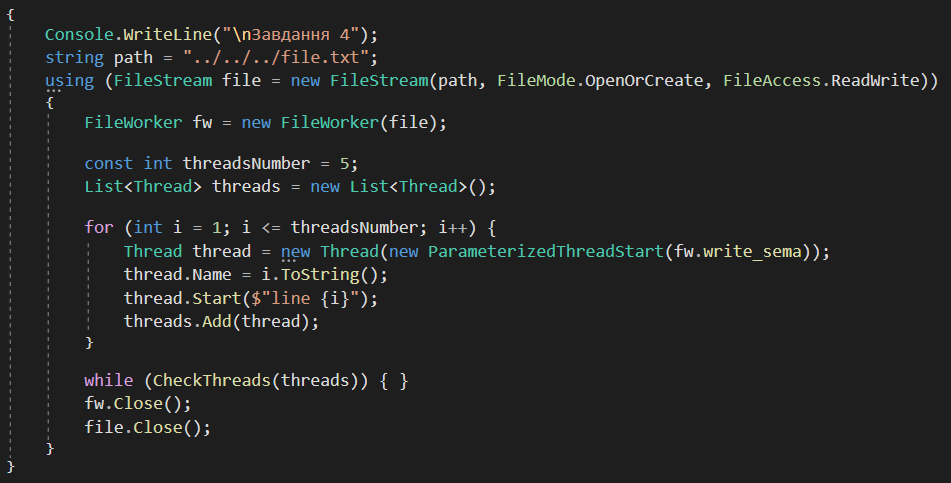 {
Console.WriteLine("\nЗавдання 4");
string path = "../../../file.txt";
using (FileStream file = new FileStream(path, FileMode.OpenOrCreate, FileAccess.ReadWrite))
{
FileWorker fw = new FileWorker(file);
const int threadsNumber = 5;
List<Thread> threads = new List<Thread>();
for (int i = 1; i <= threadsNumber; i++) {
Thread thread = new Thread(new ParameterizedThreadStart(fw.write_sema));
thread.Name = i.ToString();
thread.Start($"line {i}");
threads.Add(thread);
}
while (CheckThreads(threads)) { }
fw.Close();
file.Close();
}
}